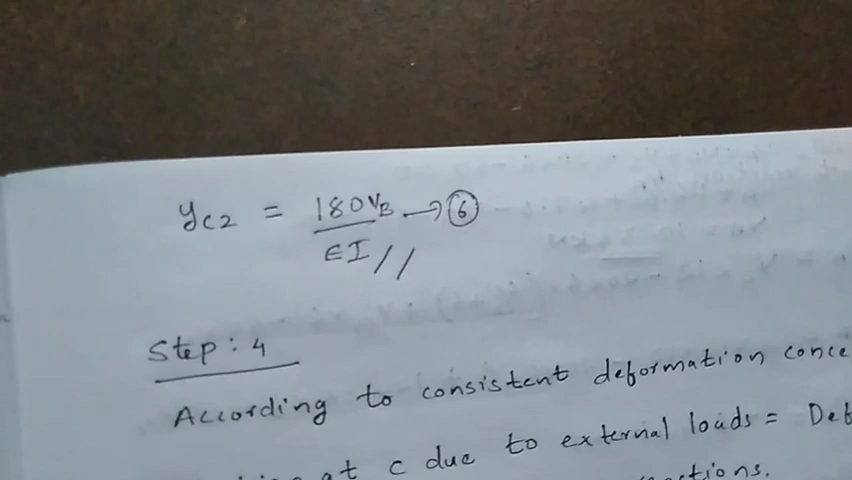 yc2 = 180VB → ⑥
EI //
Step : 4
According to consistent deformation conce
at c due to external loads = Def